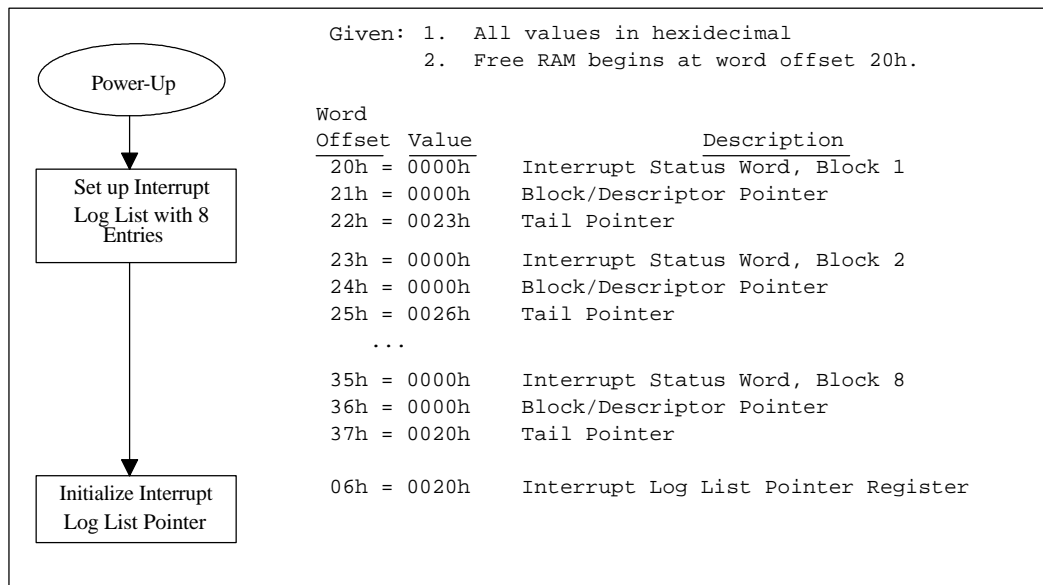 Given: 1. All values in hexidecimal
2. Free RAM begins at word offset 20h.
Power-Up
Set up Interrupt
Log List with 8
Entries
Initialize Interrupt
Log List Pointer
Word
Offset Value Description
20h = 0000h Interrupt Status Word, Block 1
21h = 0000h Block/Descriptor Pointer
22h = 0023h Tail Pointer
23h = 0000h Interrupt Status Word, Block 2
24h = 0000h Block/Descriptor Pointer
25h = 0026h Tail Pointer
...
35h = 0000h Interrupt Status Word, Block 8
36h = 0000h Block/Descriptor Pointer
37h = 0020h Tail Pointer
06h = 0020h Interrupt Log List Pointer Register